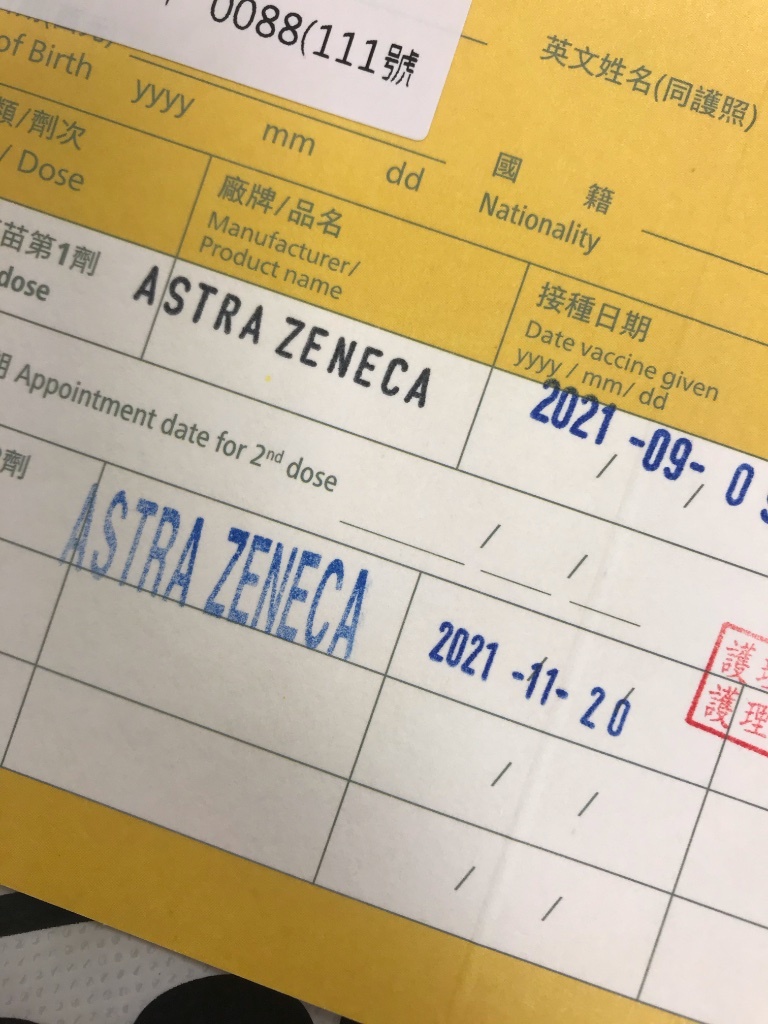 0088(111號
of Birth
yyyy mm dd
英文姓名(同護照)
國 籍
Nationality
類/劑次
/ Dose
廠牌/品名
Manufacturer/
Product name
接種日期
Date vaccine given
yyyy / mm/ dd
苗第1劑
dose
ASTRA ZENECA
2021 -09- 0
Appointment date for 2nd dose
/ /
劑
ASTRA ZENECA
2021 -11- 20
護理
護理
/ /
/ /